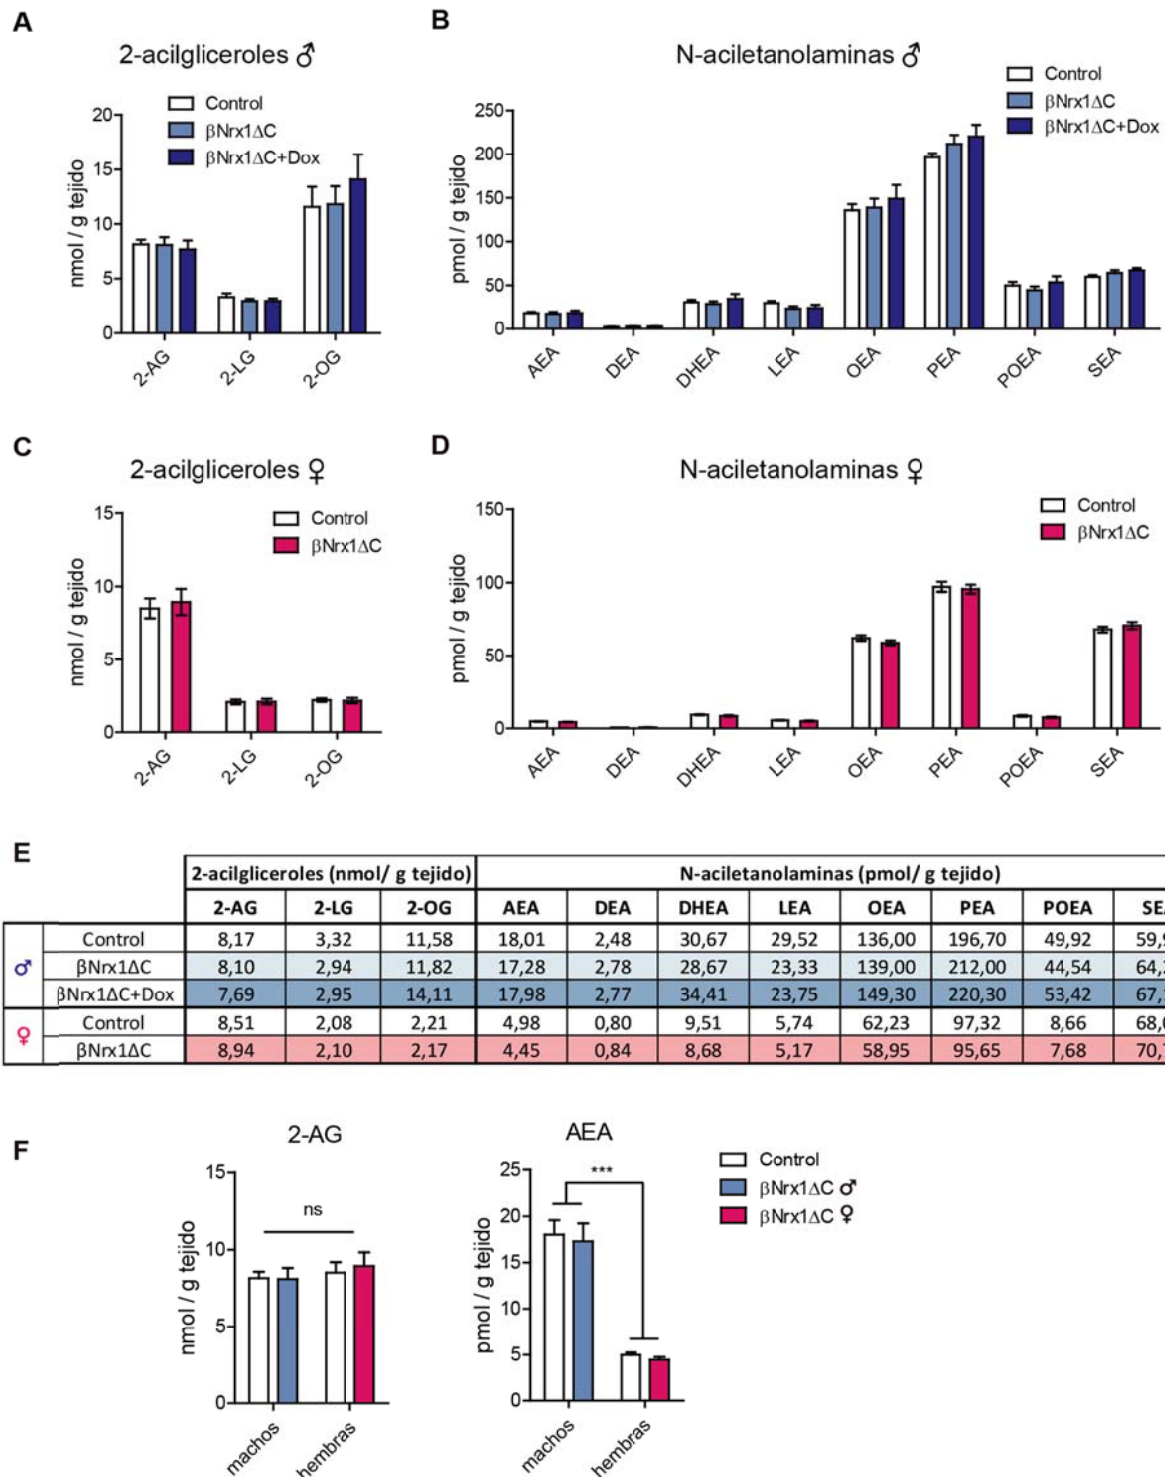 A
2-acilgliceroles ♂
Control
βNrx1ΔC
βNrx1ΔC+Dox
nmol / g tejido
20
15
10
5
0
2-AG
2-LG
2-OG
B
N-aciletanolaminas ♂
Control
βNrx1ΔC
βNrx1ΔC+Dox
pmol / g tejido
250
200
150
100
50
0
AEA
DEA
DHEA
LEA
OEA
PEA
POEA
SEA
C
2-acilgliceroles ♀
Control
βNrx1ΔC
nmol / g tejido
15
10
5
0
2-AG
2-LG
2-OG
D
N-aciletanolaminas ♀
Control
βNrx1ΔC
pmol / g tejido
150
100
50
0
AEA
DEA
DHEA
LEA
OEA
PEA
POEA
SEA
E
2-acilgliceroles (nmol/ g tejido) N-aciletanolaminas (pmol/ g tejido)
2-AG 2-LG 2-OG AEA DEA DHEA LEA OEA PEA POEA
♂ Control 8,17 3,32 11,58 18,01 2,48 30,67 29,52 136,00 196,70 49,92
βNrx1ΔC 8,10 2,94 11,82 17,28 2,78 28,67 23,33 139,00 212,00 44,54
βNrx1ΔC+Dox 7,69 2,95 14,11 17,98 2,77 34,41 23,75 149,30 220,30 53,42
♀ Control 8,51 2,08 2,21 4,98 0,80 9,51 5,74 62,23 97,32 8,66
βNrx1ΔC 8,94 2,10 2,17 4,45 0,84 8,68 5,17 58,95 95,65 7,68
F
2-AG
nmol / g tejido
15
10
5
0
ns
machos
hembras
AEA
pmol / g tejido
25
20
15
10
5
0
***
machos
hembras
Control
βNrx1ΔC ♂
βNrx1ΔC ♀